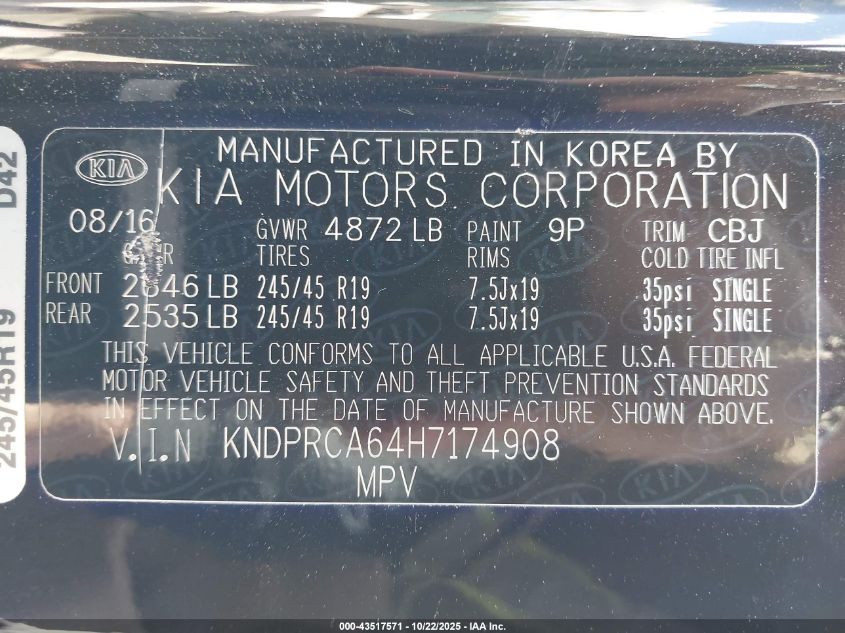 MANUFACTURED IN KOREA BY
KIA
KIA MOTORS CORPORATION
08/16 GVWR 4872 LB PAINT 9P TRIM CBJ
TIRES RIMS COLD TIRE INFL
FRONT 2646 LB 245/45 R19 7.5Jx19 35psi SINGLE
REAR 2535 LB 245/45 R19 7.5Jx19 35psi SINGLE
THIS VEHICLE CONFORMS TO ALL APPLICABLE U.S.A. FEDERAL
MOTOR VEHICLE SAFETY AND THEFT PREVENTION STANDARDS
IN EFFECT ON THE DATE OF MANUFACTURE SHOWN ABOVE.
V.I.N KNDPRCA64H7174908
MPV
245/45R19 D42
000-43517571 - 10/22/2025 - IAA Inc.